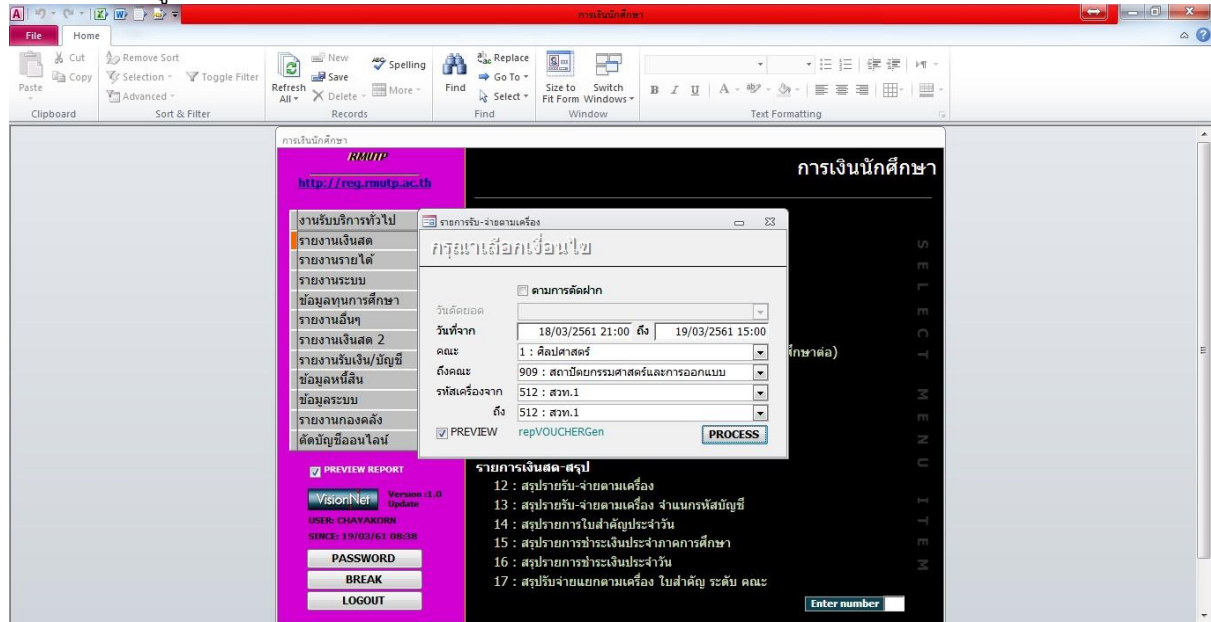 การเงินนักศึกษา
File Home
Cut
Copy
Paste
Clipboard
Remove Sort
Selection
Toggle Filter
Advanced
Sort & Filter
Refresh All
New
Save
Delete
Spelling
More
Records
Find
Replace
Go To
Select
Find
Size to Fit Form
Switch Windows
Window
B I U A
Text Formatting
การเงินนักศึกษา
RMUTP
http://reg.rmutp.ac.th
การเงินนักศึกษา
งานรับบริการทั่วไป
รายงานเงินสด
รายงานรายได้
รายงานระบบ
ข้อมูลทุนการศึกษา
รายงานอื่นๆ
รายงานเงินสด 2
รายงานรับเงิน/บัญชี
ข้อมูลหนี้สิน
ข้อมูลระบบ
รายงานกองคลัง
ตัดบัญชีออนไลน์
PREVIEW REPORT
VisionNet Version :1.0
Update
USER: CHAYAKORN
SINCE: 19/03/61 08:38
PASSWORD
BREAK
LOGOUT
รายการรับ-จ่ายตามเครื่อง
กรุณาเลือกเงื่อนไข
ตามการตัดฝาก
วันตัดยอด
วันที่จาก 18/03/2561 21:00 ถึง 19/03/2561 15:00
คณะ 1 : ศิลปศาสตร์
ถึงคณะ 909 : สถาปัตยกรรมศาสตร์และการออกแบบ
รหัสเครื่องจาก 512 : สวท.1
ถึง 512 : สวท.1
PREVIEW repVOUCHERGen PROCESS
ศึกษาต่อ)
รายการเงินสด-สรุป
12 : สรุปรายรับ-จ่ายตามเครื่อง
13 : สรุปรายรับ-จ่ายตามเครื่อง จำแนกรหัสบัญชี
14 : สรุปรายการใบสำคัญประจำวัน
15 : สรุปรายการชำระเงินประจำภาคการศึกษา
16 : สรุปรายการชำระเงินประจำวัน
17 : สรุปรับจ่ายแยกตามเครื่อง ใบสำคัญ ระดับ คณะ
Enter number
SELECT MENU ITEM